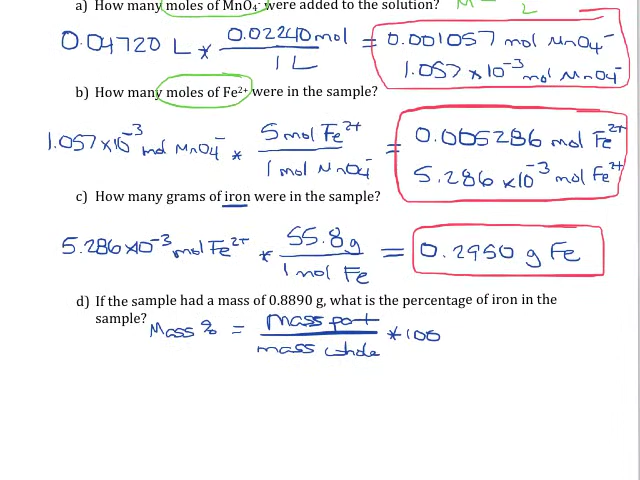 a) How many moles of MnO₄⁻ were added to the solution?
0.04720 L * 0.02240 mol / 1 L = 0.001057 mol MnO₄⁻
1.057 × 10⁻³ mol MnO₄⁻
b) How many moles of Fe²⁺ were in the sample?
1.057 × 10⁻³ mol MnO₄⁻ * 5 mol Fe²⁺ / 1 mol MnO₄⁻ = 0.005286 mol Fe²⁺
5.286 × 10⁻³ mol Fe²⁺
c) How many grams of iron were in the sample?
5.286 × 10⁻³ mol Fe²⁺ * 55.8 g / 1 mol Fe = 0.2950 g Fe
d) If the sample had a mass of 0.8890 g, what is the percentage of iron in the
sample?
Mass % = mass part / mass whole * 100